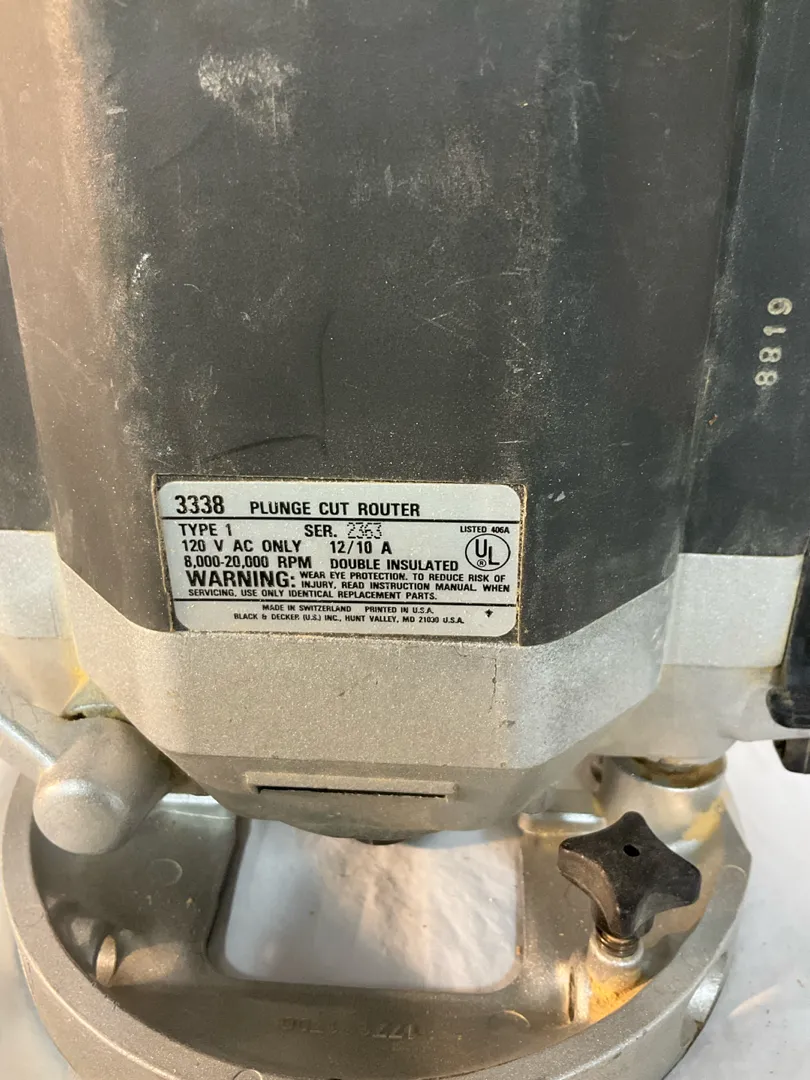 8819
3338 PLUNGE CUT ROUTER
TYPE 1 SER. 2363 LISTED 406A
120 V AC ONLY 12/10 A
8,000-20,000 RPM DOUBLE INSULATED
UL
®
WARNING: WEAR EYE PROTECTION. TO REDUCE RISK OF
INJURY, READ INSTRUCTION MANUAL. WHEN
SERVICING, USE ONLY IDENTICAL REPLACEMENT PARTS.
MADE IN SWITZERLAND PRINTED IN U.S.A.
BLACK & DECKER (U.S.) INC., HUNT VALLEY, MD 21030 U.S.A.